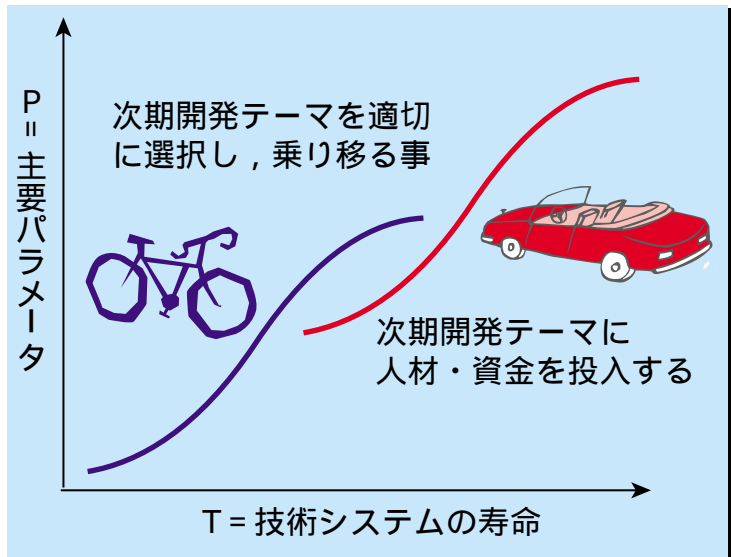 P=主要パラメータ
次期開発テーマを適切
に選択し,乗り移る事
次期開発テーマに
人材・資金を投入する
T=技術システムの寿命